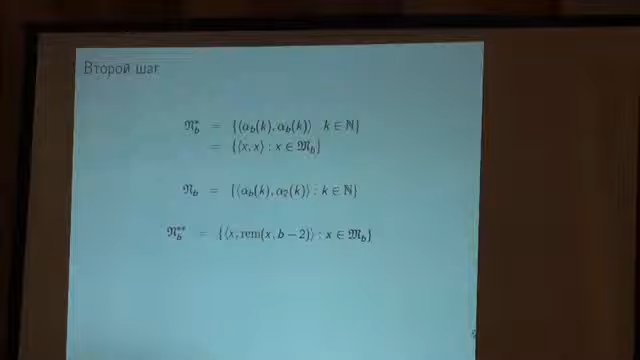 Второй шаг
𝔑*_b = {⟨α_b(k), α_b(k)⟩ : k ∈ ℕ}
= {⟨x, x⟩ : x ∈ 𝔐_b}
𝔑_b = {⟨α_b(k), α_2(k)⟩ : k ∈ ℕ}
𝔑**_b = {⟨x, rem(x, b − 2)⟩ : x ∈ 𝔐_b}